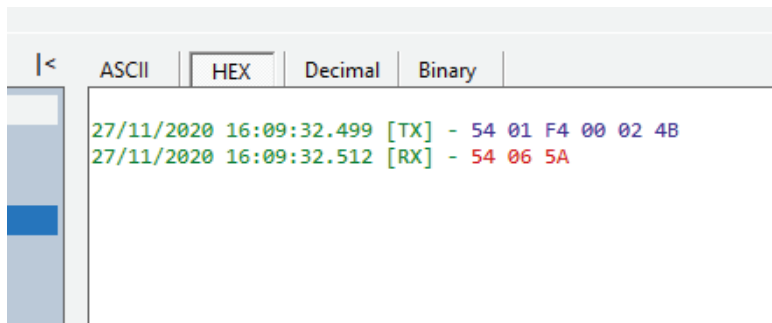 |< ASCII HEX Decimal Binary
27/11/2020 16:09:32.499 [TX] - 54 01 F4 00 02 4B
27/11/2020 16:09:32.512 [RX] - 54 06 5A